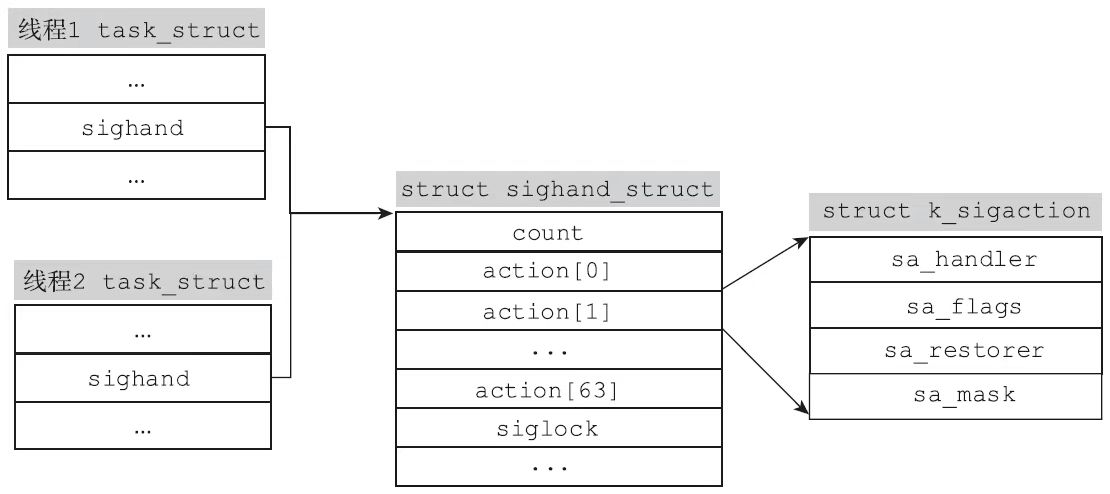 线程1 task_struct
...
sighand
...
线程2 task_struct
...
sighand
...
struct sighand_struct
count
action[0]
action[1]
...
action[63]
siglock
...
struct k_sigaction
sa_handler
sa_flags
sa_restorer
sa_mask